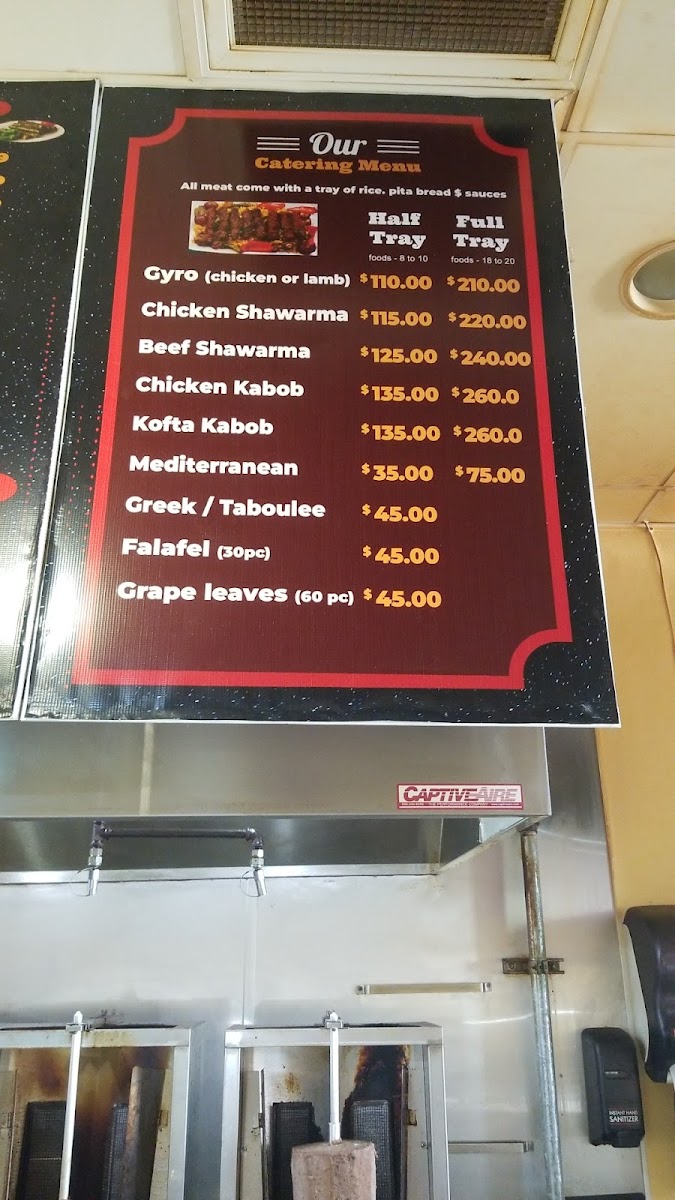 Our
Catering Menu
All meat come with a tray of rice. pita bread $ sauces
Half Tray
foods - 8 to 10
Full Tray
foods - 18 to 20
Gyro (chicken or lamb) $110.00 $210.00
Chicken Shawarma $115.00 $220.00
Beef Shawarma $125.00 $240.00
Chicken Kabob $135.00 $260.0
Kofta Kabob $135.00 $260.0
Mediterranean $35.00 $75.00
Greek / Taboulee $45.00
Falafel (30pc) $45.00
Grape leaves (60 pc) $45.00
CAPTIVEAIRE
INSTANT HAND
SANITIZER